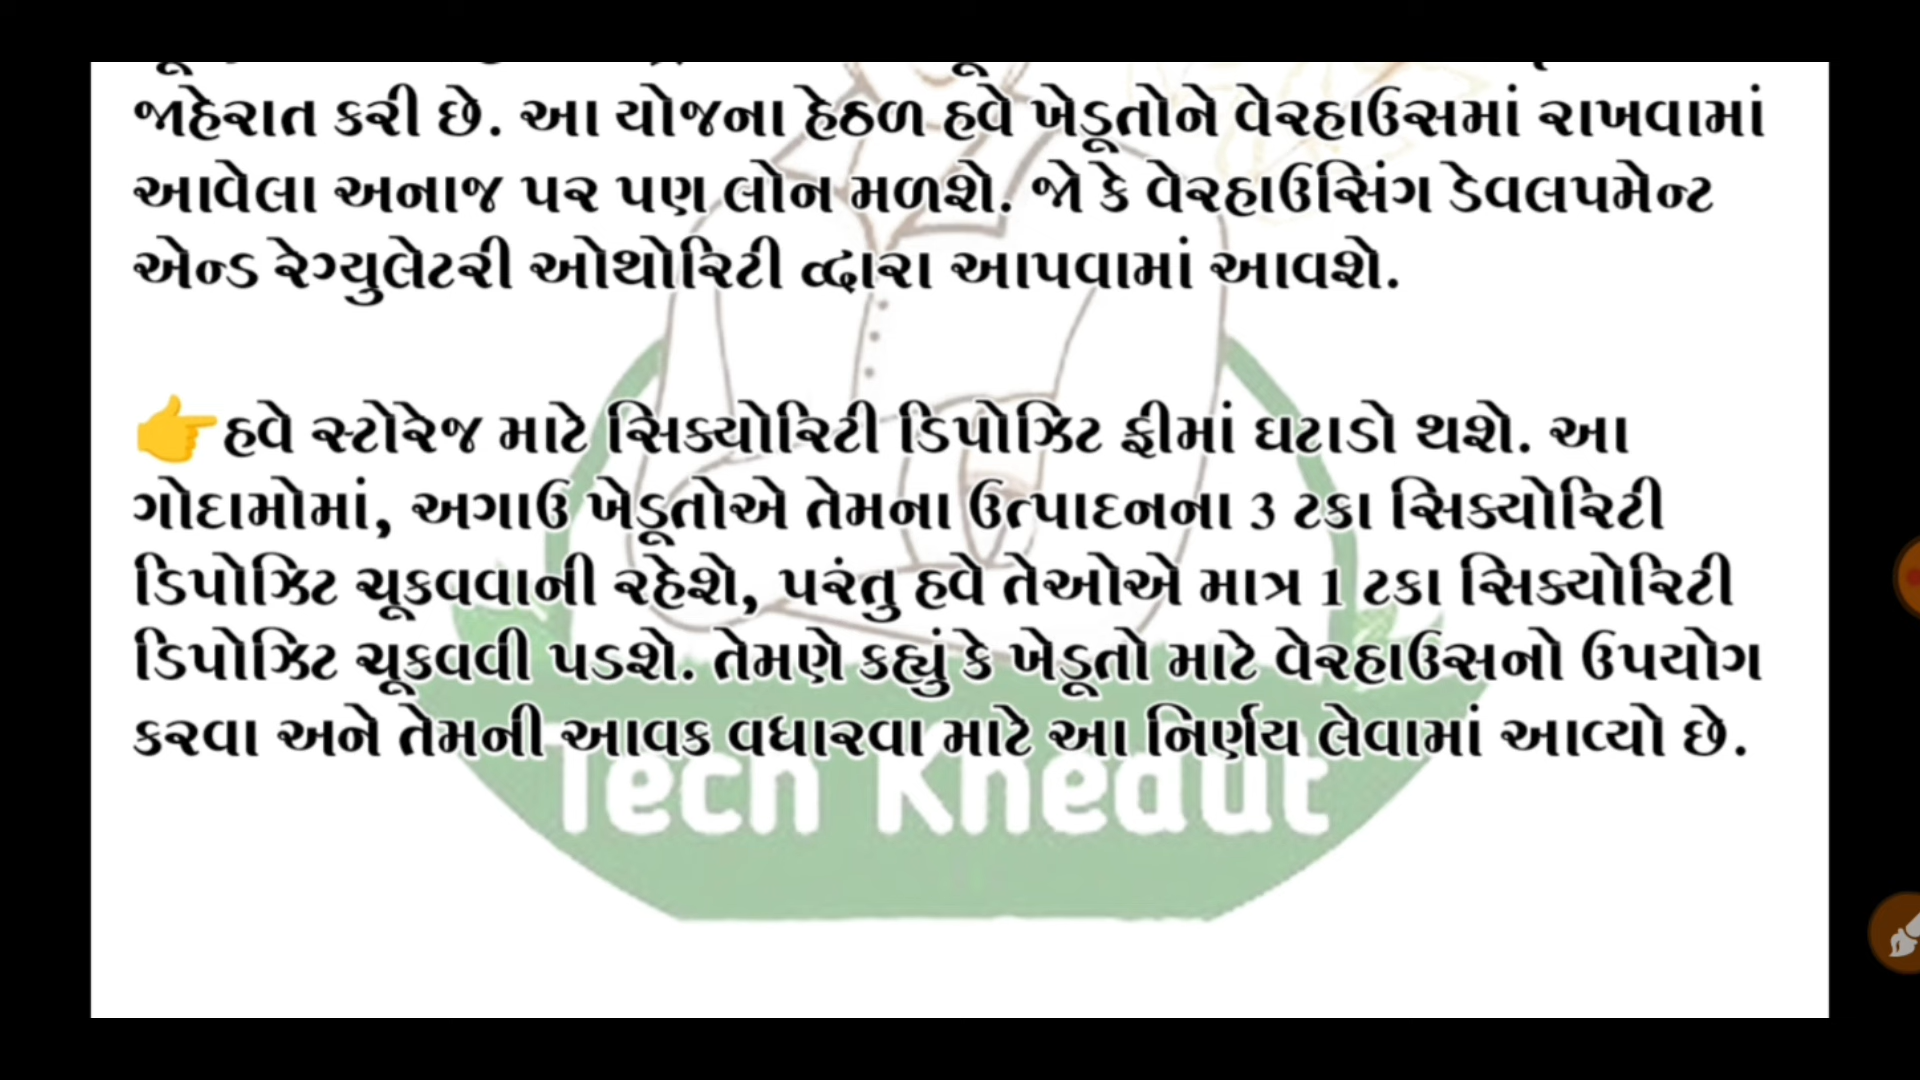 જાહેરાત કરી છે. આ યોજના હેઠળ હવે ખેડૂતોને વેરહાઉસમાં રાખવામાં
આવેલા અનાજ પર પણ લોન મળશે. જો કે વેરહાઉસિંગ ડેવલપમેન્ટ
એન્ડ રેગ્યુલેટરી ઓથોરિટી દ્વારા આપવામાં આવશે.
👉હવે સ્ટોરેજ માટે સિક્યોરિટી ડિપોઝિટ ફીમાં ઘટાડો થશે. આ
ગોદામોમાં, અગાઉ ખેડૂતોએ તેમના ઉત્પાદનના 3 ટકા સિક્યોરિટી
ડિપોઝિટ ચૂકવવાની રહેશે, પરંતુ હવે તેઓએ માત્ર 1 ટકા સિક્યોરિટી
ડિપોઝિટ ચૂકવવી પડશે. તેમણે કહ્યું કે ખેડૂતો માટે વેરહાઉસનો ઉપયોગ
કરવા અને તેમની આવક વધારવા માટે આ નિર્ણય લેવામાં આવ્યો છે.
Tech Khedut